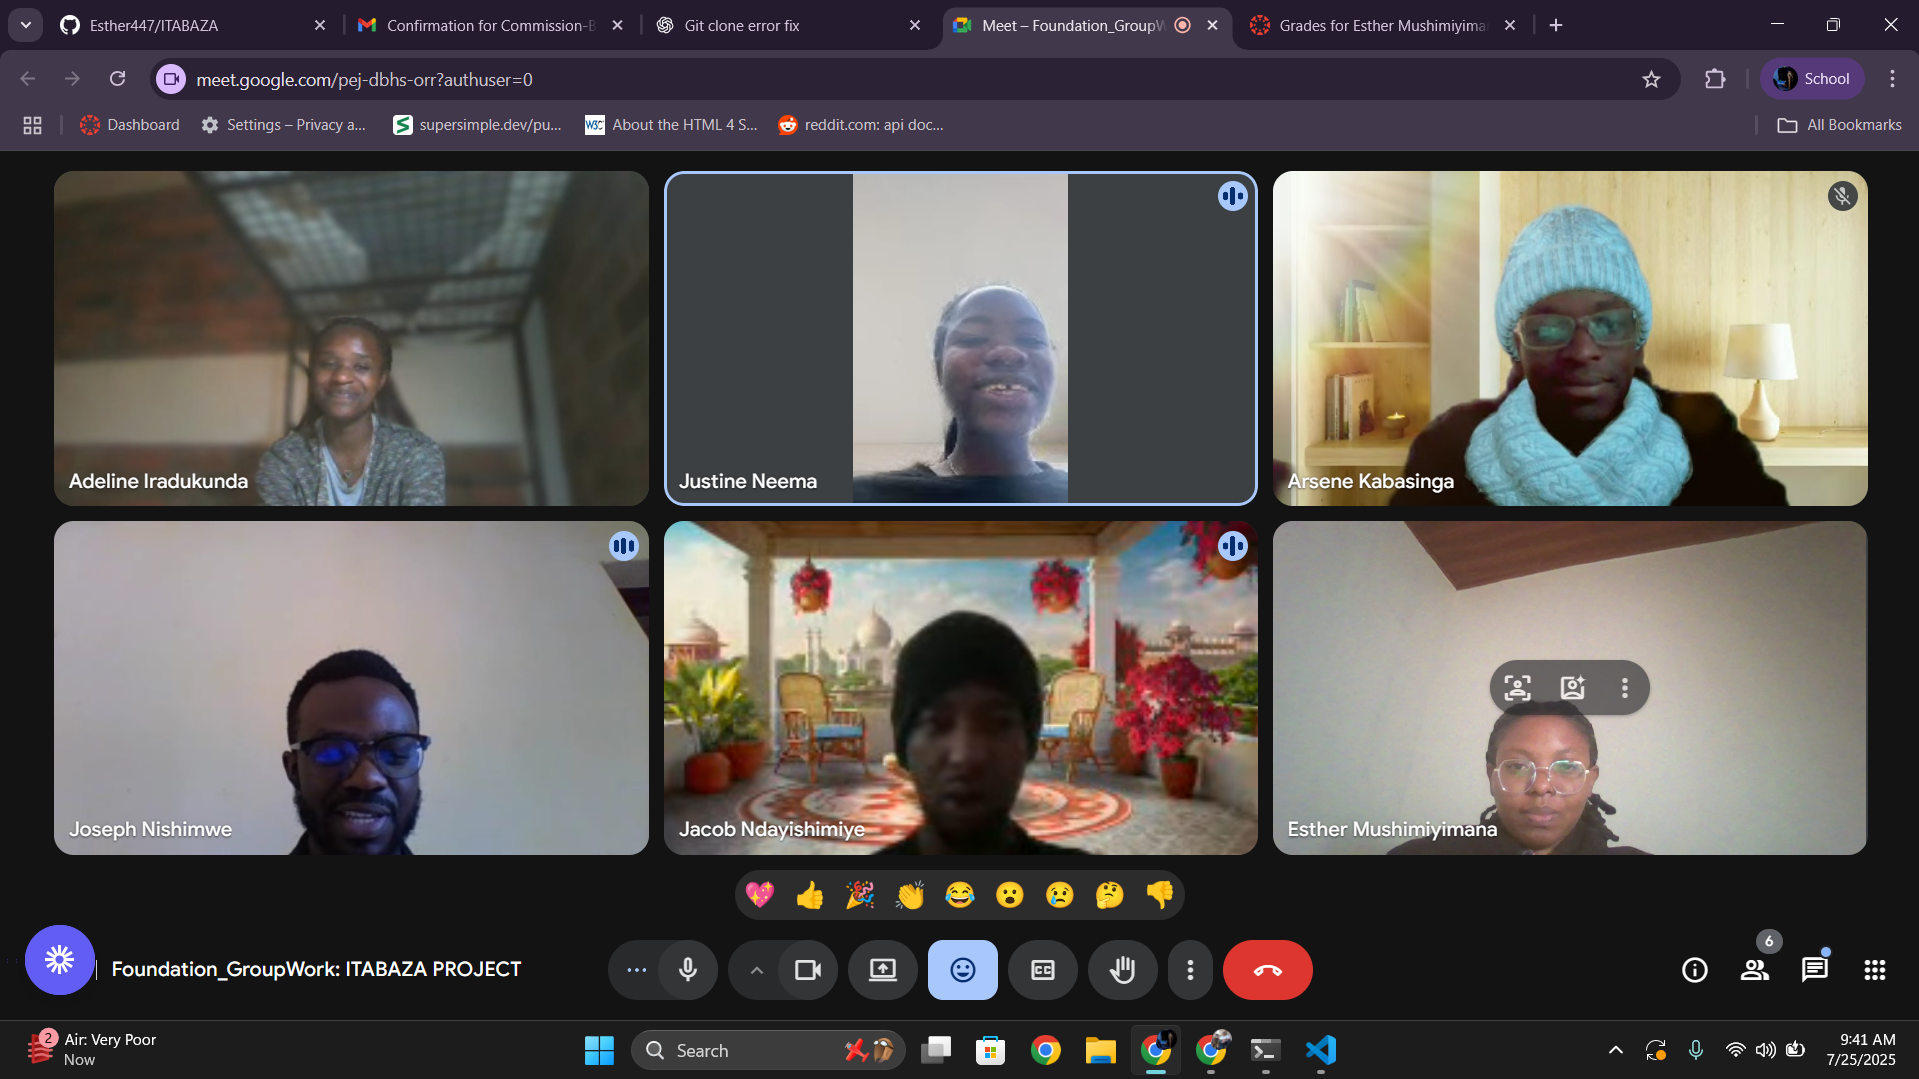 Esther447/ITABAZA
Confirmation for Commission-B
Git clone error fix
Meet – Foundation_GroupW
Grades for Esther Mushimiyima
meet.google.com/pej-dbhs-orr?authuser=0
School
Dashboard
Settings – Privacy a...
supersimple.dev/pu...
W3C
About the HTML 4 S...
reddit.com: api doc...
All Bookmarks
Adeline Iradukunda
Justine Neema
Arsene Kabasinga
Joseph Nishimwe
Jacob Ndayishimiye
Esther Mushimiyimana
Foundation_GroupWork: ITABAZA PROJECT
CC
6
2
Air: Very Poor
Now
Search
9:41 AM
7/25/2025